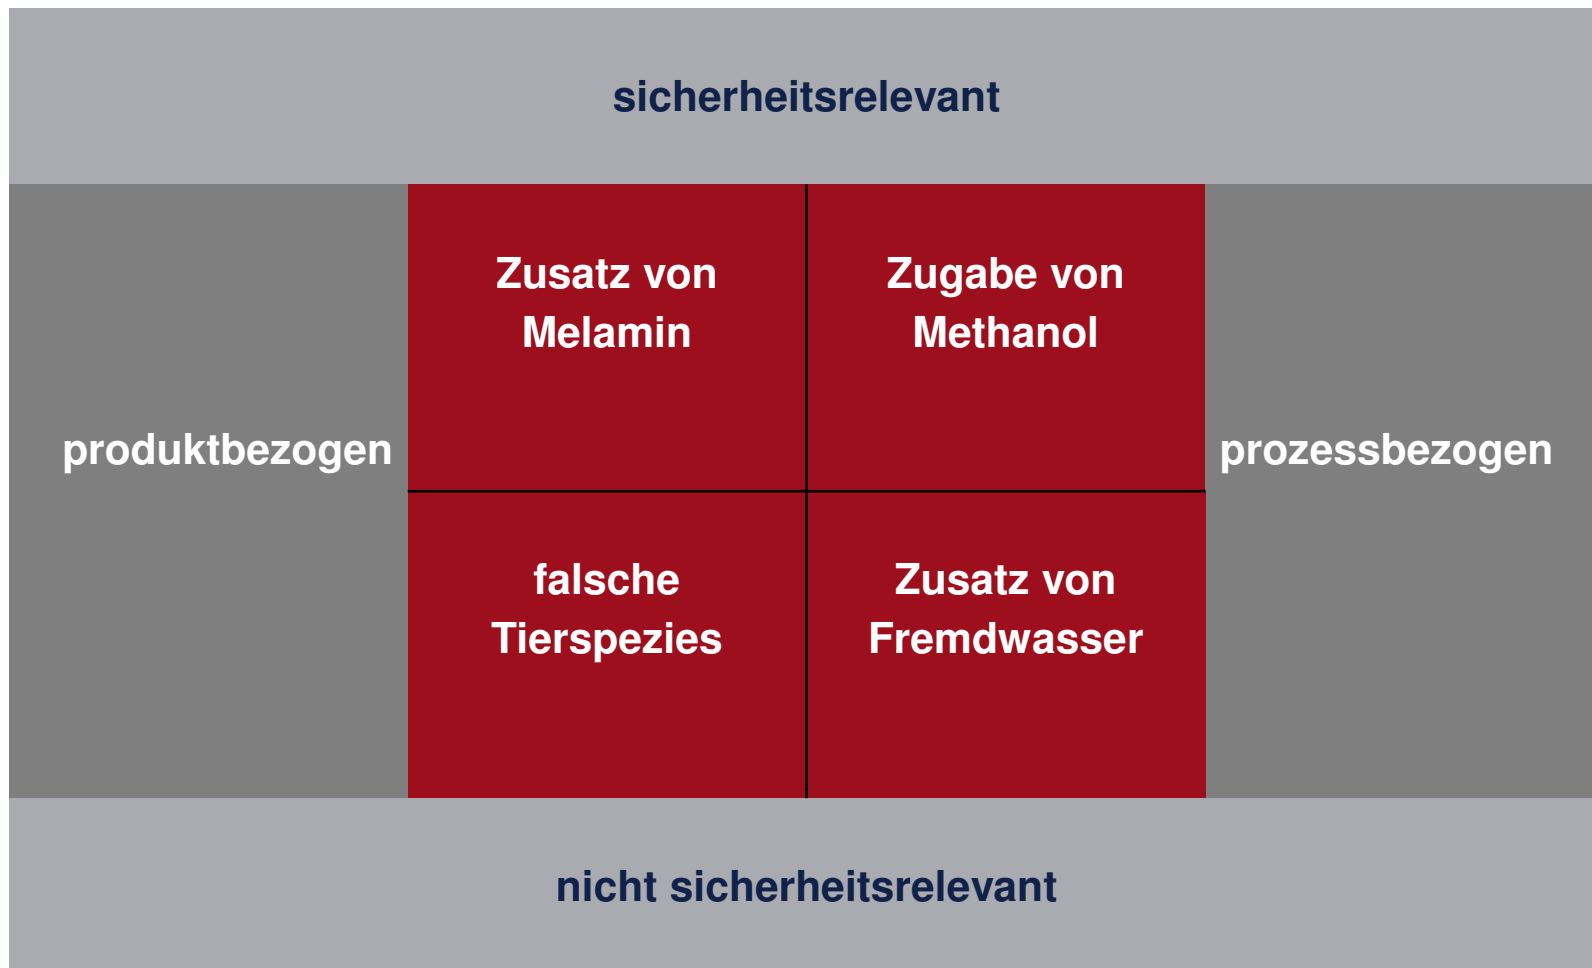 sicherheitsrelevant
Zusatz von
Melamin
Zugabe von
Methanol
produktbezogen
prozessbezogen
falsche
Tierspezies
Zusatz von
Fremdwasser
nicht sicherheitsrelevant